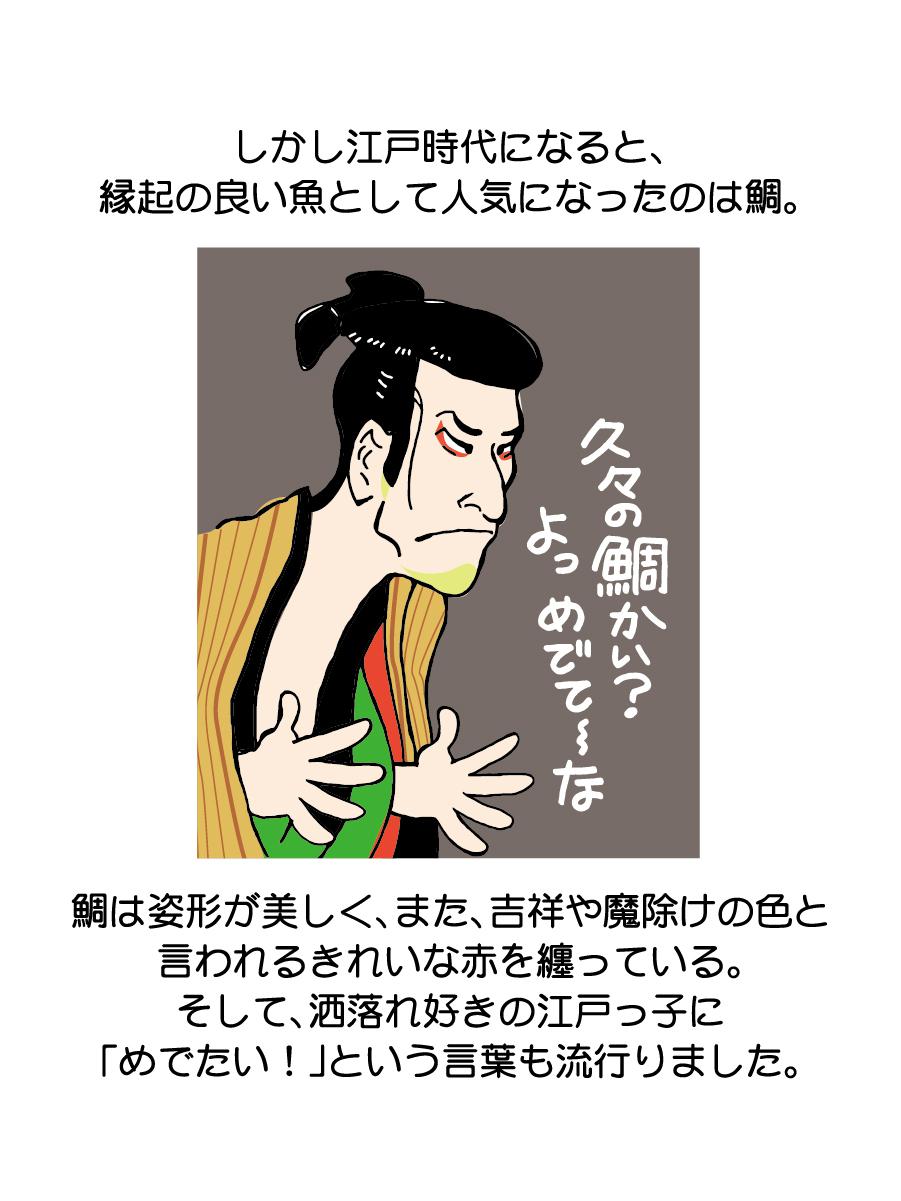 しかし江戸時代になると、
縁起の良い魚として人気になったのは鯛。
久々の鯛かい?
よっめでて〜な
鯛は姿形が美しく、また、吉祥や魔除けの色と
言われるきれいな赤を纏っている。
そして、洒落れ好きの江戸っ子に
「めでたい！」という言葉も流行りました。